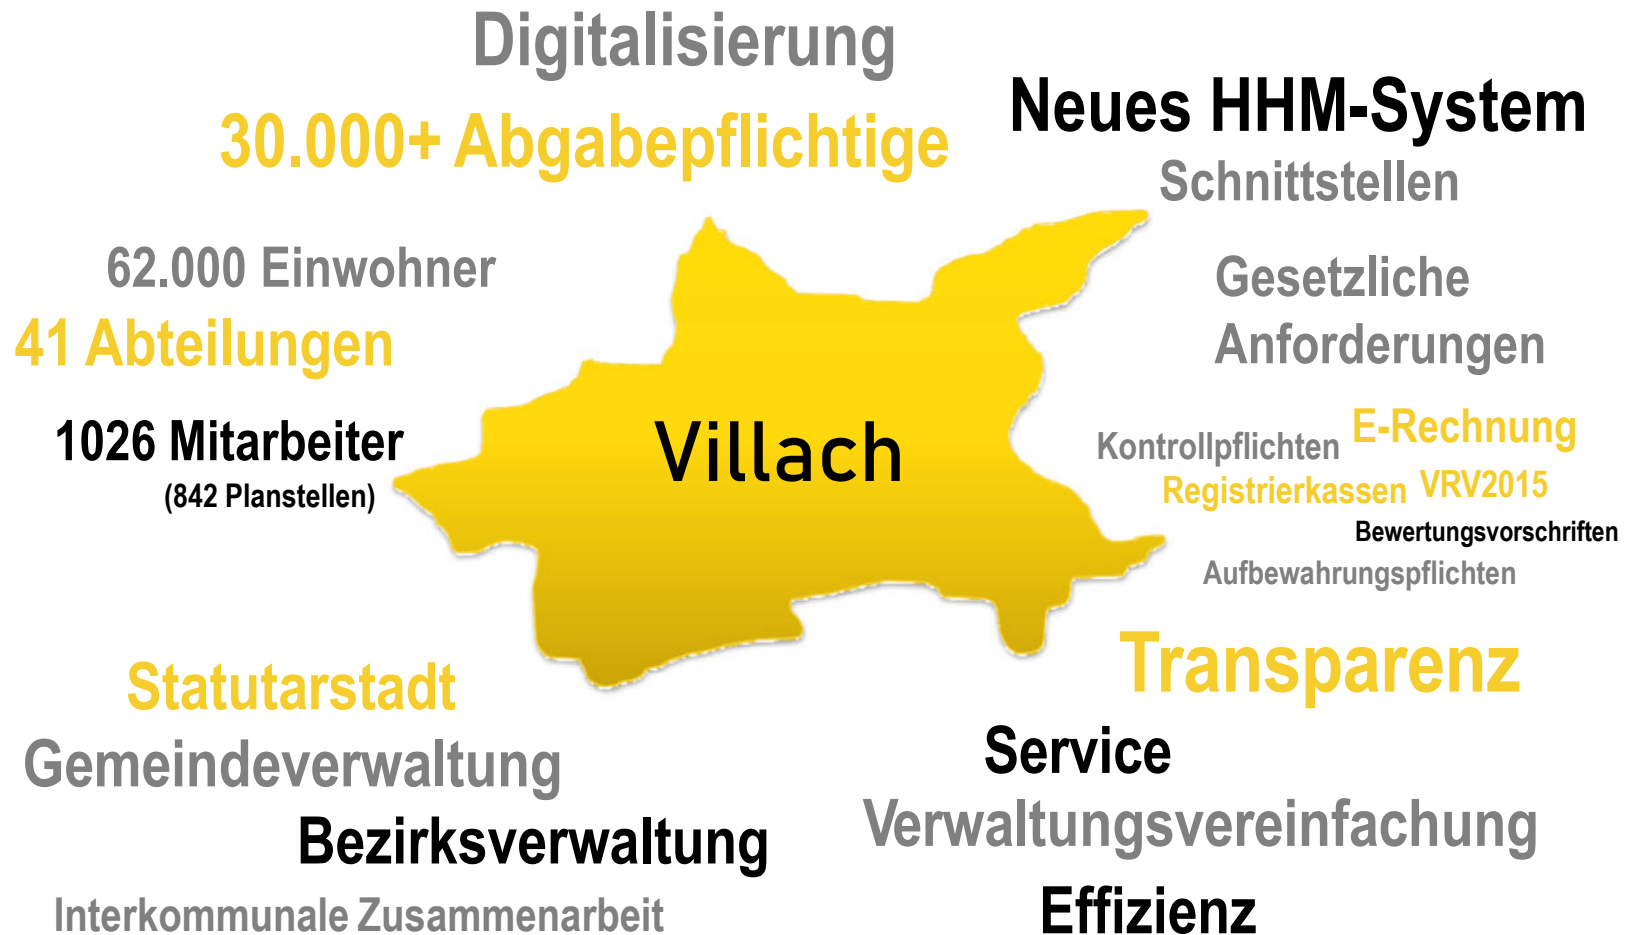 Digitalisierung
Neues HHM-System
30.000+ Abgabepflichtige
Schnittstellen
62.000 Einwohner
Gesetzliche
Anforderungen
41 Abteilungen
1026 Mitarbeiter
(842 Planstellen)
Villach
E-Rechnung
Kontrollpflichten
Registrierkassen VRV2015
Bewertungsvorschriften
Aufbewahrungspflichten
Statutarstadt
Gemeindeverwaltung
Bezirksverwaltung
Interkommunale Zusammenarbeit
Transparenz
Service
Verwaltungsvereinfachung
Effizienz